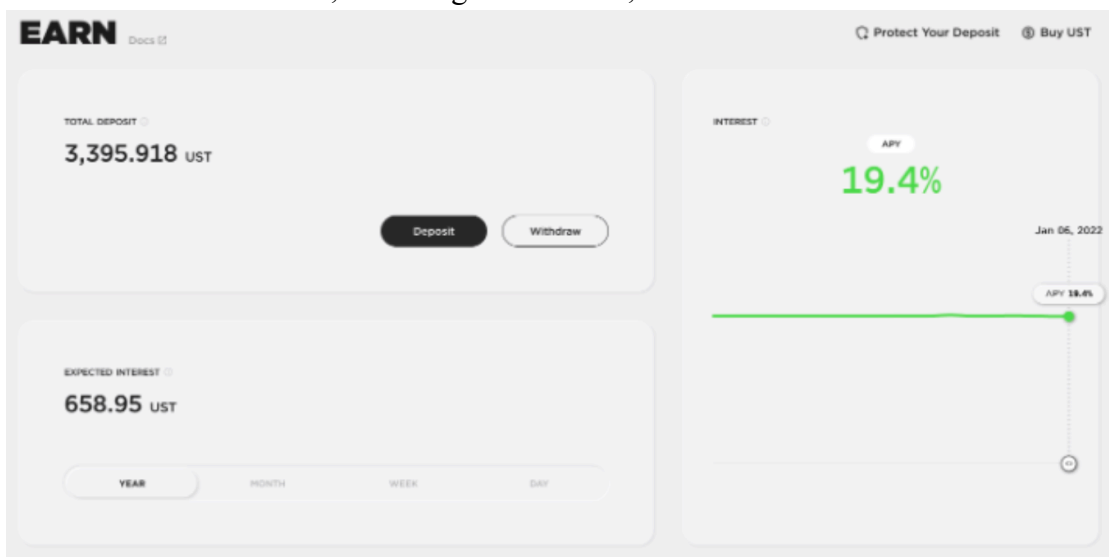 EARN Docs
Protect Your Deposit
Buy UST
TOTAL DEPOSIT
3,395.918 UST
Deposit
Withdraw
INTEREST
APY
19.4%
Jan 06, 2022
APY 19.4%
EXPECTED INTEREST
658.95 UST
YEAR
MONTH
WEEK
DAY